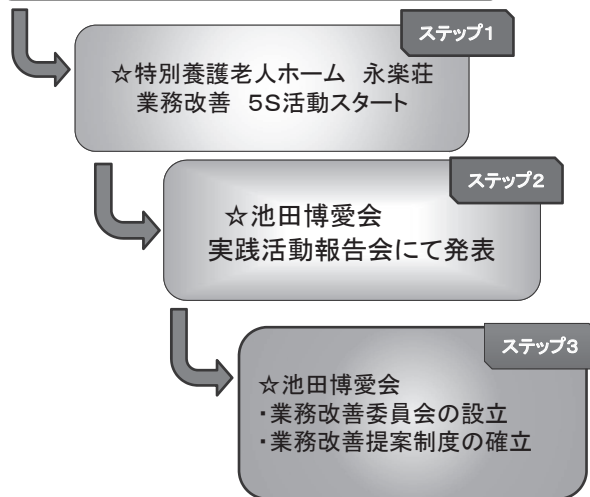 ステップ1
☆特別養護老人ホーム 永楽荘
業務改善 5S活動スタート
ステップ2
☆池田博愛会
実践活動報告会にて発表
ステップ3
☆池田博愛会
・業務改善委員会の設立
・業務改善提案制度の確立